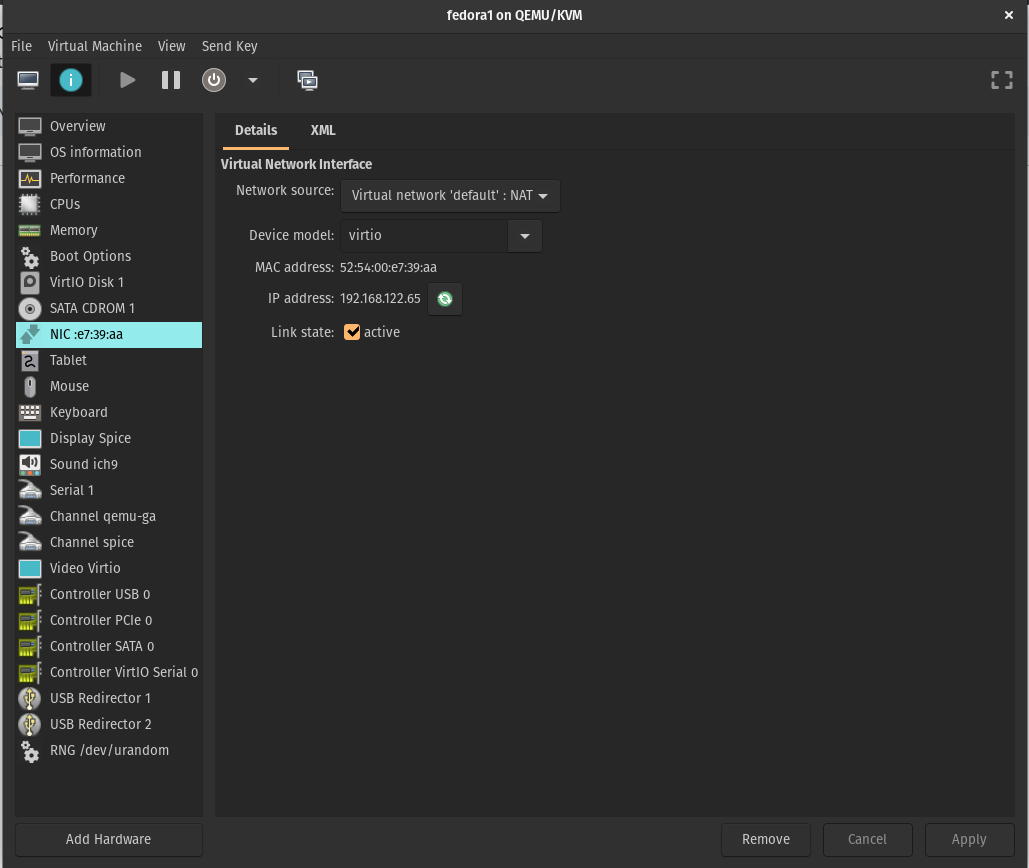 fedora1 on QEMU/KVM
File Virtual Machine View Send Key
Overview
OS information
Performance
CPUs
Memory
Boot Options
VirtIO Disk 1
SATA CDROM 1
NIC :e7:39:aa
Tablet
Mouse
Keyboard
Display Spice
Sound ich9
Serial 1
Channel qemu-ga
Channel spice
Video Virtio
Controller USB 0
Controller PCIe 0
Controller SATA 0
Controller VirtIO Serial 0
USB Redirector 1
USB Redirector 2
RNG /dev/urandom
Add Hardware
Details XML
Virtual Network Interface
Network source: Virtual network 'default' : NAT
Device model: virtio
MAC address: 52:54:00:e7:39:aa
IP address: 192.168.122.65
Link state: active
Remove Cancel Apply